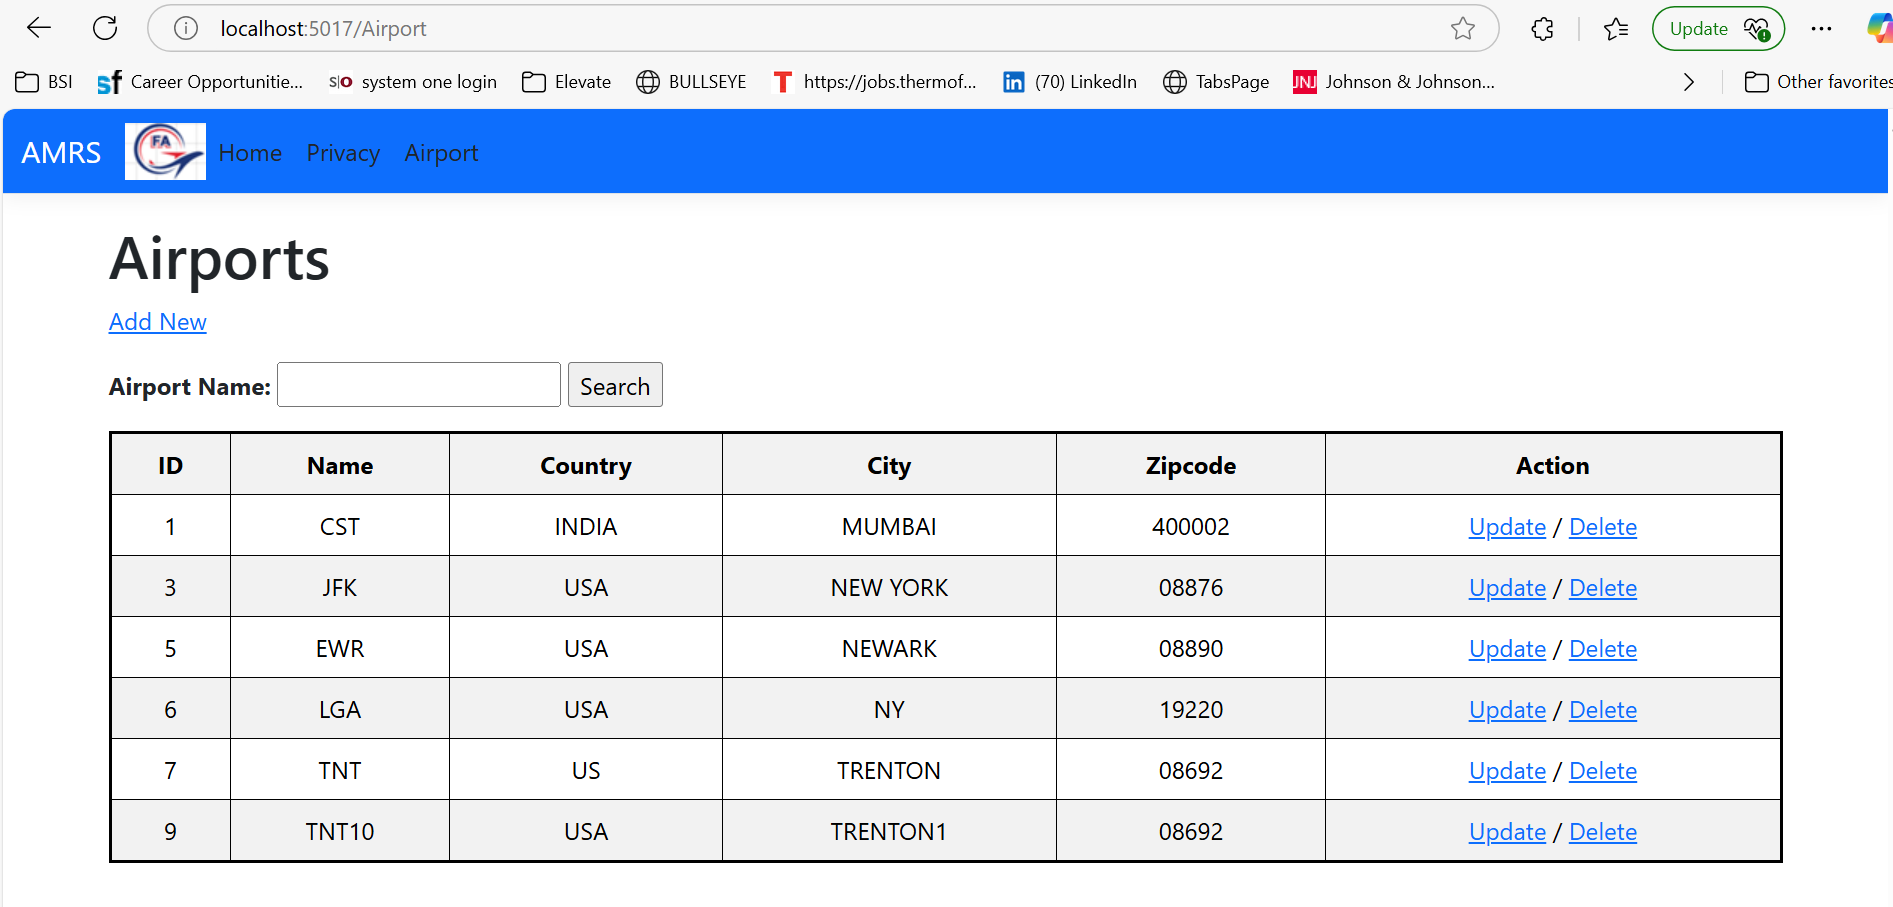 localhost:5017/Airport Update
BSI sf Career Opportunitie... S|O system one login Elevate BULLSEYE T https://jobs.thermof... in (70) LinkedIn TabsPage JNJ Johnson & Johnson... Other favorites
AMRS FA Home Privacy Airport
Airports
Add New
Airport Name: Search
ID Name Country City Zipcode Action
1 CST INDIA MUMBAI 400002 Update / Delete
3 JFK USA NEW YORK 08876 Update / Delete
5 EWR USA NEWARK 08890 Update / Delete
6 LGA USA NY 19220 Update / Delete
7 TNT US TRENTON 08692 Update / Delete
9 TNT10 USA TRENTON1 08692 Update / Delete